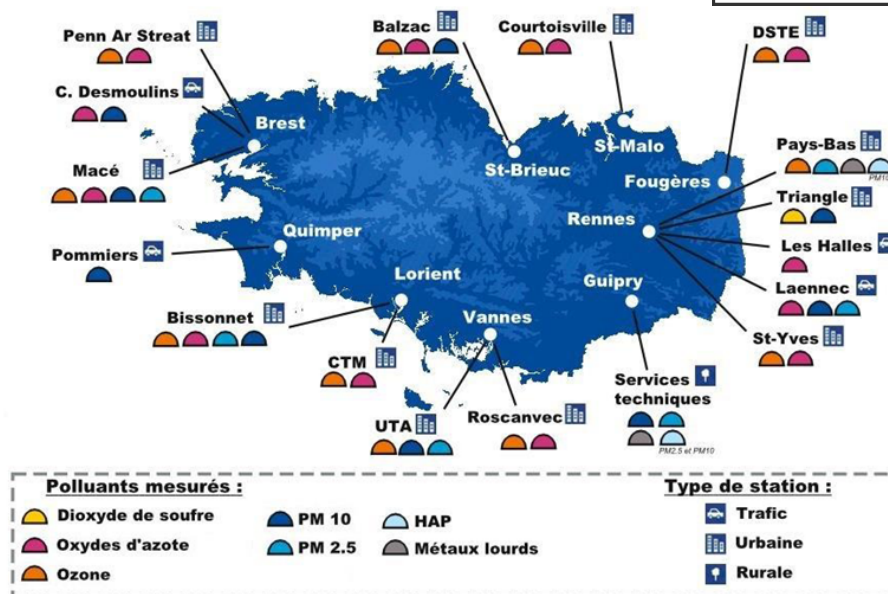 Penn Ar Streat
Balzac
Courtoisville
DSTE
C. Desmoulins
Brest
Macé
St-Brieuc
St-Malo
Fougères
Pays-Bas
PM10
Triangle
Rennes
Les Halles
Pommiers
Quimper
Lorient
Guipry
Laennec
Bissonnet
Vannes
St-Yves
CTM
Services
techniques
UTA
Roscanvec
PM2.5 et PM10
Polluants mesurés :
Dioxyde de soufre
Oxydes d'azote
Ozone
PM 10
PM 2.5
HAP
Métaux lourds
Type de station :
Trafic
Urbaine
Rurale